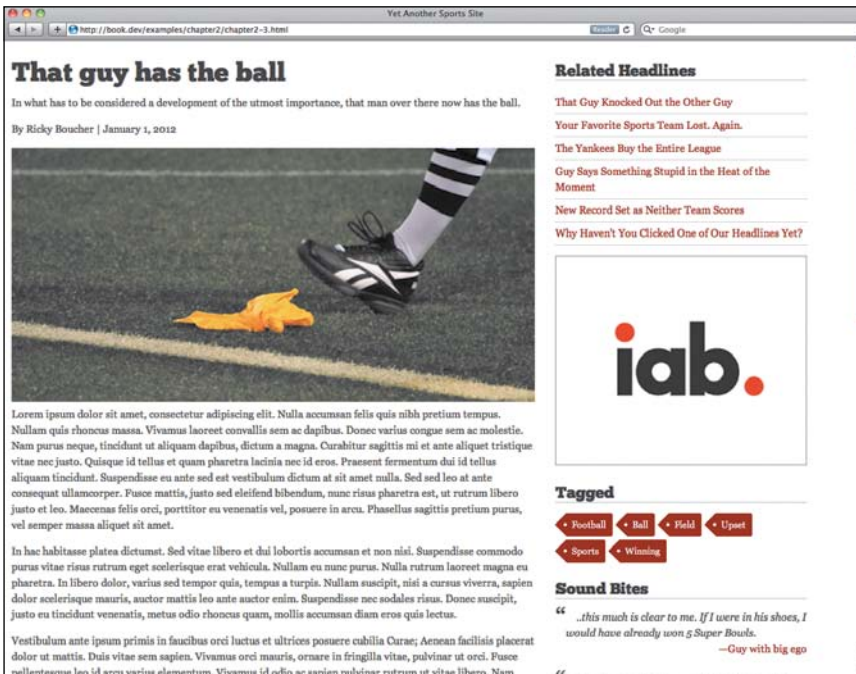 Yet Another Sports Site
http://book.dev/examples/chapter2/chapter2-3.html
Reader
Google
That guy has the ball
In what has to be considered a development of the utmost importance, that man over there now has the ball.
By Ricky Boucher | January 1, 2012
Lorem ipsum dolor sit amet, consectetur adipiscing elit. Nulla accumsan felis quis nibh pretium tempus.
Nullam quis rhoncus massa. Vivamus laoreet convallis sem ac dapibus. Donec varius congue sem ac molestie.
Nam purus neque, tincidunt ut aliquam dapibus, dictum a magna. Curabitur sagittis mi et ante aliquet tristique
vitae nec justo. Quisque id tellus et quam pharetra lacinia nec id eros. Praesent fermentum dui id tellus
aliquam tincidunt. Suspendisse eu ante sed est vestibulum dictum at sit amet nulla. Sed sed leo at ante
consequat ullamcorper. Fusce mattis, justo sed eleifend bibendum, nunc risus pharetra est, ut rutrum libero
justo et leo. Maecenas felis orci, porttitor eu venenatis vel, posuere in arcu. Phasellus sagittis pretium purus,
vel semper massa aliquet sit amet.
In hac habitasse platea dictumst. Sed vitae libero et dui lobortis accumsan et non nisi. Suspendisse commodo
purus vitae risus rutrum eget scelerisque erat vehicula. Nullam eu nunc purus. Nulla rutrum laoreet magna eu
pharetra. In libero dolor, varius sed tempor quis, tempus a turpis. Nullam suscipit, nisi a cursus viverra, sapien
dolor scelerisque mauris, auctor mattis leo ante auctor enim. Suspendisse nec sodales risus. Donec suscipit,
justo eu tincidunt venenatis, metus odio rhoncus quam, mollis accumsan diam eros quis lectus.
Vestibulum ante ipsum primis in faucibus orci luctus et ultrices posuere cubilia Curae; Aenean facilisis placerat
dolor ut mattis. Duis vitae sem sapien. Vivamus orci mauris, ornare in fringilla vitae, pulvinar ut orci. Fusce
pellentesque leo id arcu varius elementum. Vivamus id odio ac sapien pulvinar rutrum ut vitae libero. Nam
Related Headlines
That Guy Knocked Out the Other Guy
Your Favorite Sports Team Lost. Again.
The Yankees Buy the Entire League
Guy Says Something Stupid in the Heat of the
Moment
New Record Set as Neither Team Scores
Why Haven't You Clicked One of Our Headlines Yet?
iab.
Tagged
Football
Ball
Field
Upset
Sports
Winning
Sound Bites
“ ..this much is clear to me. If I were in his shoes, I
would have already won 5 Super Bowls.
—Guy with big ego
“